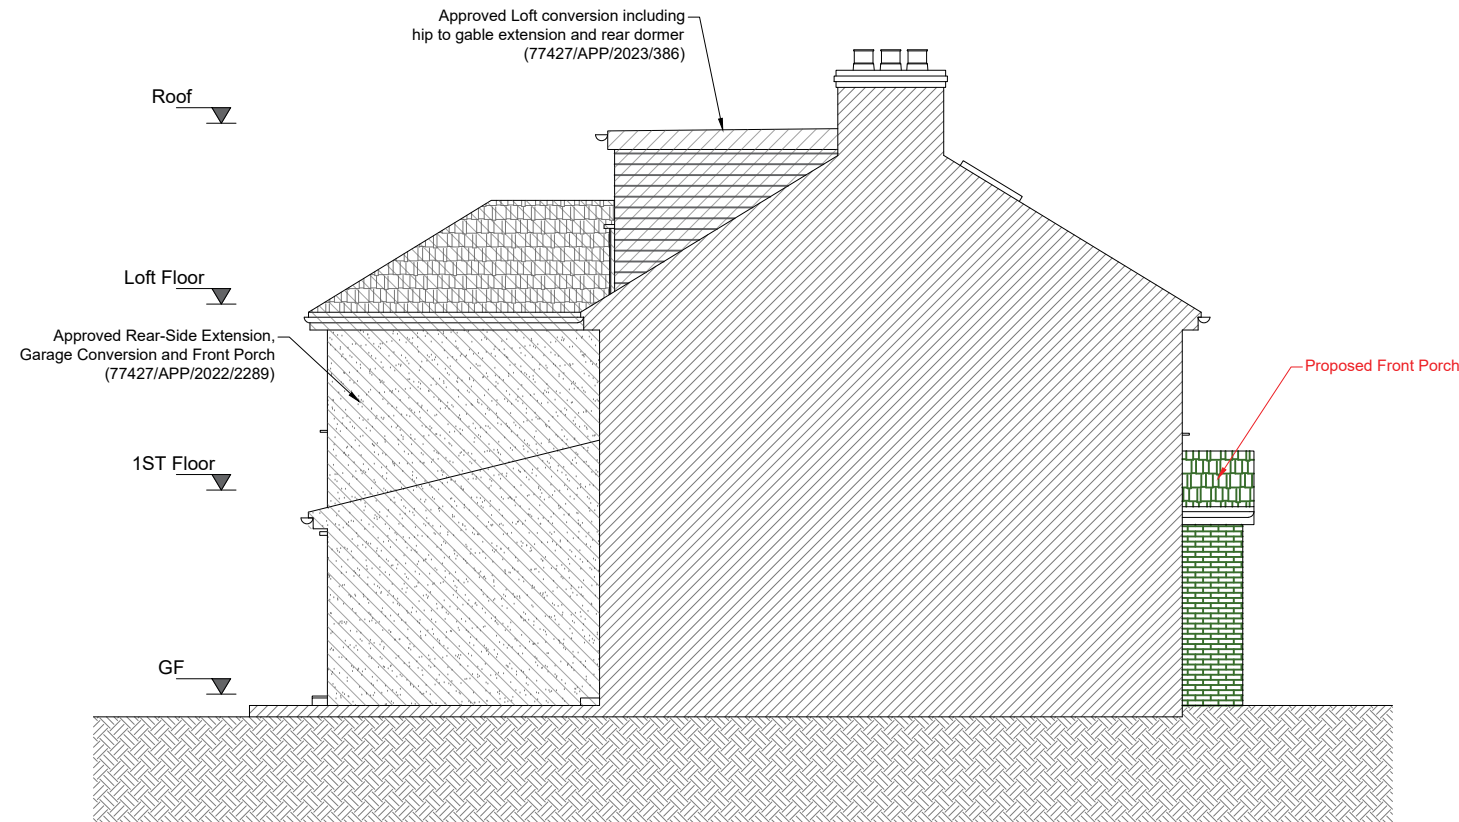 Approved Loft conversion including
hip to gable extension and rear dormer
(77427/APP/2023/386)
Roof
Loft Floor
Approved Rear-Side Extension,
Garage Conversion and Front Porch
(77427/APP/2022/2289)
Proposed Front Porch
1ST Floor
GF